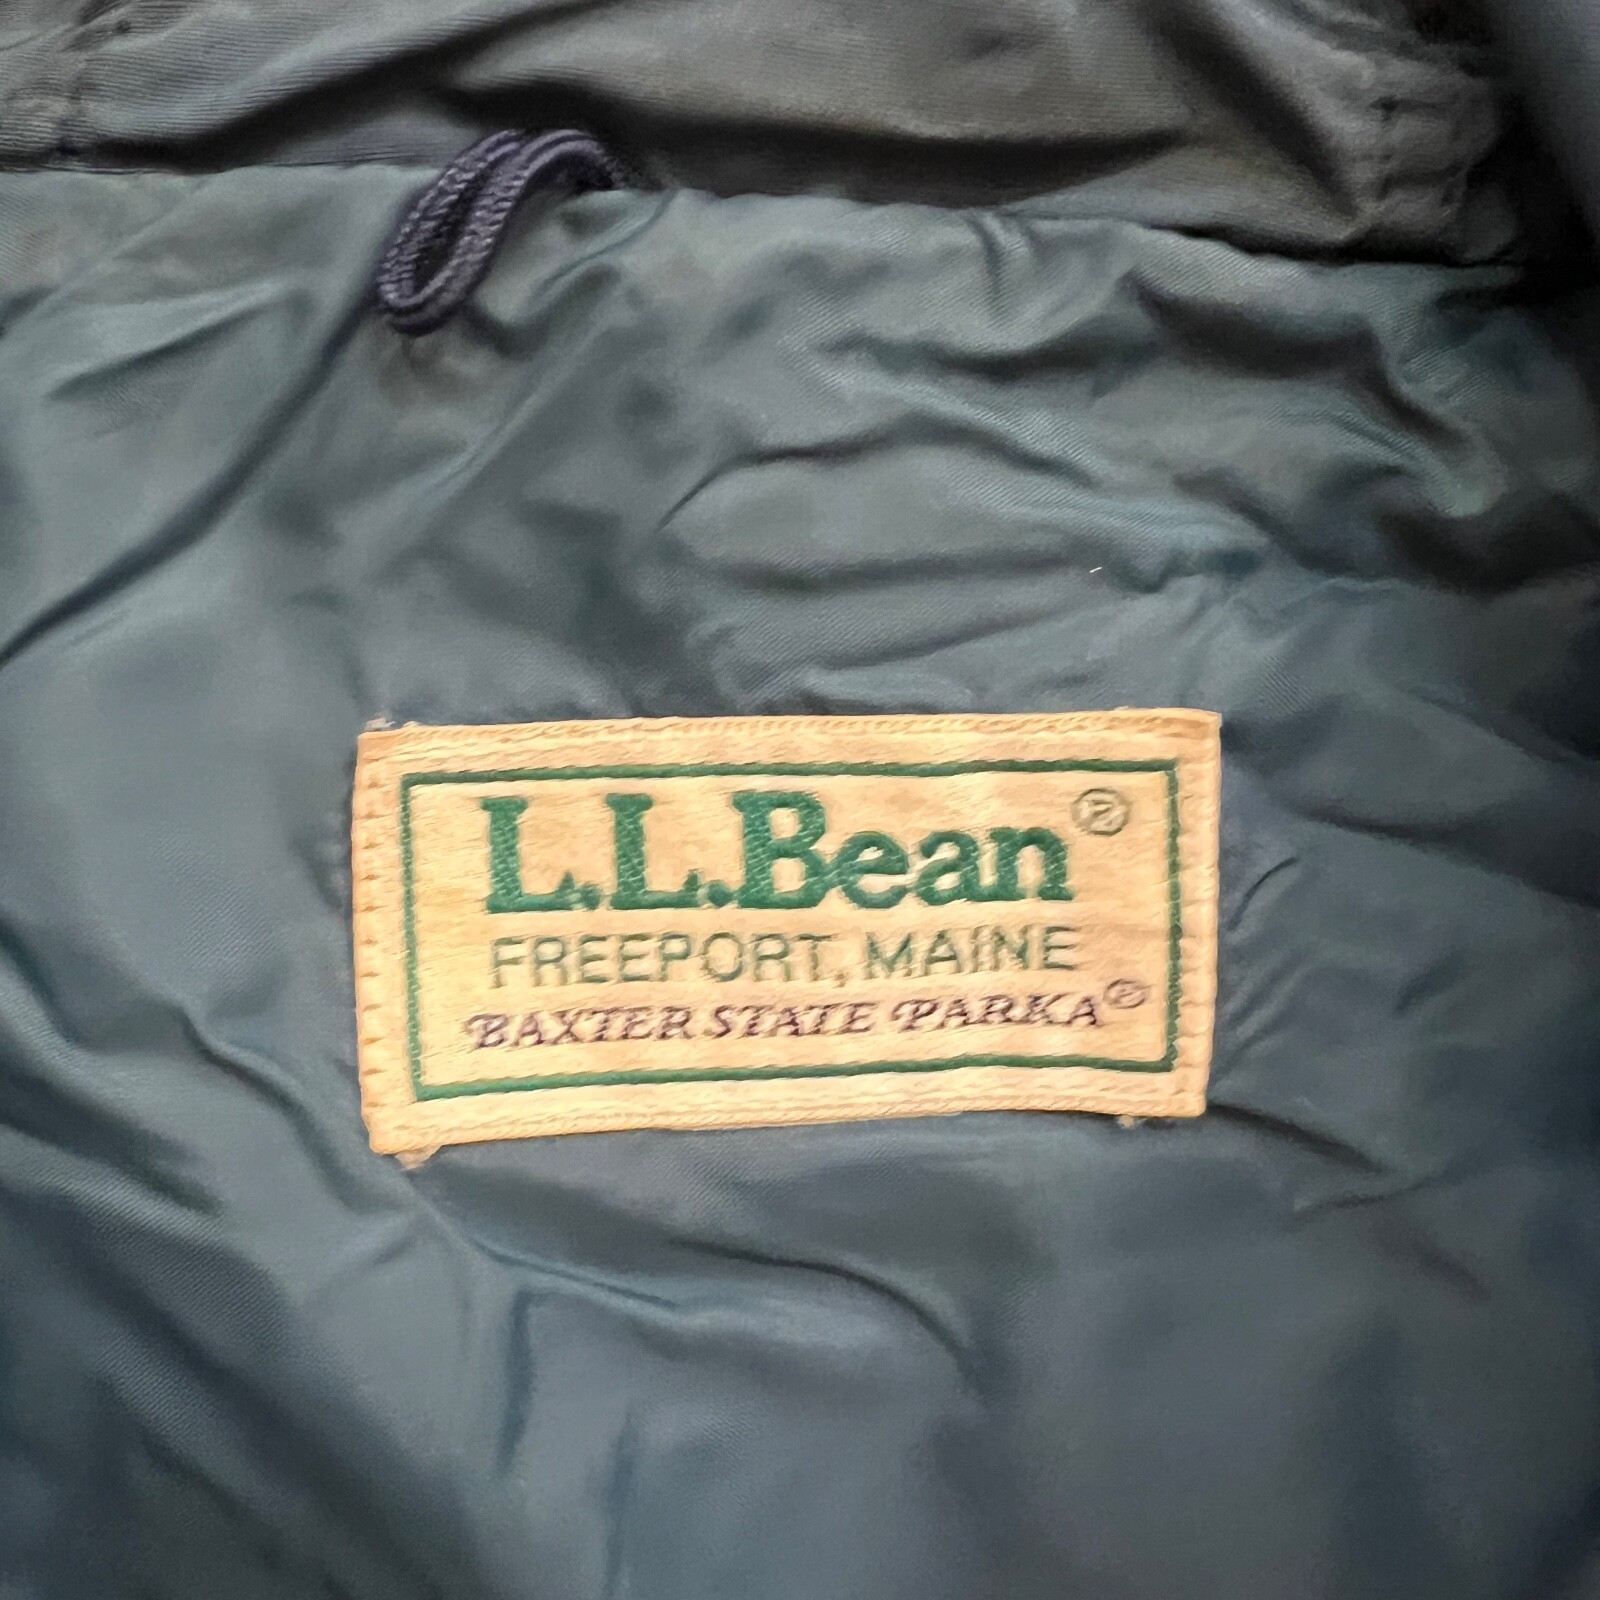 L.L.Bean®
FREEPORT, MAINE
BAXTER STATE PARKA®